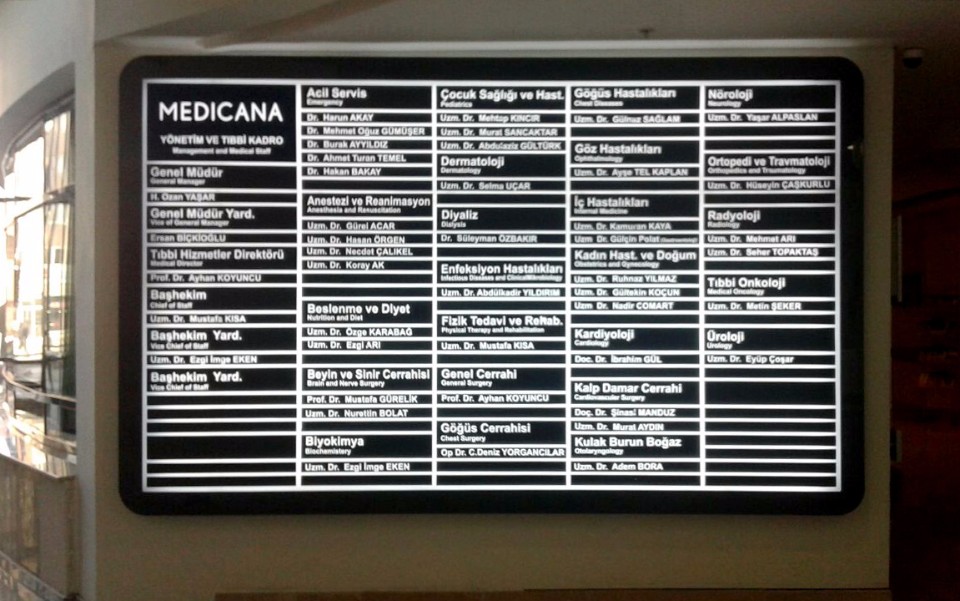 MEDICANA
YÖNETİM VE TIBBİ KADRO
Management and Medical Staff
Genel Müdür
General Manager
H. Ozan YAŞAR
Genel Müdür Yard.
Vice of General Manager
Ersan BIÇKIOĞLU
Tıbbi Hizmetler Direktörü
Medical Director
Prof. Dr. Ayhan KOYUNCU
Başhekim
Chief of Staff
Uzm. Dr. Mustafa KISA
Başhekim Yard.
Vice Chief of Staff
Uzm. Dr. Ezgi İmge EKEN
Başhekim Yard.
Vice Chief of Staff
Acil Servis
Emergency
Dr. Harun AKAY
Dr. Mehmet Oğuz GÜMÜŞER
Dr. Burak AYYILDIZ
Dr. Ahmet Turan TEMEL
Dr. Hakan BAKAY
Anestezi ve Reanimasyon
Anesthesia and Resuscitation
Uzm. Dr. Gürel ACAR
Uzm. Dr. Hasan ÖRGEN
Uzm. Dr. Necdet ÇALIKEL
Uzm. Dr. Koray AK
Beslenme ve Diyet
Nutrition and Diet
Uzm. Dr. Özge KARABAĞ
Uzm. Dr. Ezgi ARI
Beyin ve Sinir Cerrahisi
Brain and Nerve Surgery
Prof. Dr. Mustafa GÜRELİK
Uzm. Dr. Nurettin BOLAT
Biyokimya
Biochemistery
Uzm. Dr. Ezgi İmge EKEN
Çocuk Sağlığı ve Hast.
Pediatrics
Uzm. Dr. Mehtap KINCIR
Uzm. Dr. Murat SANCAKTAR
Uzm. Dr. Abdulaziz GÜLTÜRK
Dermatoloji
Dermatology
Uzm. Dr. Selma UÇAR
Diyaliz
Dialysis
Dr. Süleyman ÖZBAKIR
Enfeksiyon Hastalıkları
Infectious Diseases and Clinical Microbiology
Uzm. Dr. Abdülkadir YILDIRIM
Fizik Tedavi ve Rehab.
Physical Therapy and Rehabilitation
Uzm. Dr. Mustafa KISA
Genel Cerrahi
General Surgery
Prof. Dr. Ayhan KOYUNCU
Göğüs Cerrahisi
Chest Surgery
Op Dr. C.Deniz YORGANCILAR
Göğüs Hastalıkları
Chest Diseases
Uzm. Dr. Gülnaz SAĞLAM
Göz Hastalıkları
Ophthalmology
Uzm. Dr. Ayşe TEL KAPLAN
İç Hastalıkları
Internal Medicine
Uzm. Dr. Kamuran KAYA
Uzm Dr. Gülçin Polat
Kadın Hast. ve Doğum
Obstetrics and Gynecology
Uzm. Dr. Ruhnaz YILMAZ
Uzm. Dr. Gültekin KOÇUN
Uzm. Dr. Nadir COMART
Kardiyoloji
Cardiology
Doc. Dr. İbrahim GÜL
Kalp Damar Cerrahi
Cardiovascular Surgery
Doç. Dr. Şinasi MANDUZ
Uzm. Dr. Murat AYDIN
Kulak Burun Boğaz
Otolaryngology
Uzm. Dr. Adem BORA
Nöroloji
Neurology
Uzm. Dr. Yaşar ALPASLAN
Ortopedi ve Travmatoloji
Orthopedics and Traumatology
Uzm. Dr. Hüseyin ÇAŞKURLU
Radyoloji
Radiology
Uzm. Dr. Mehmet ARI
Uzm. Dr. Seher TOPAKTAŞ
Tıbbi Onkoloji
Medical Oncology
Uzm. Dr. Metin ŞEKER
Üroloji
Urology
Uzm. Dr. Eyüp Çoşar